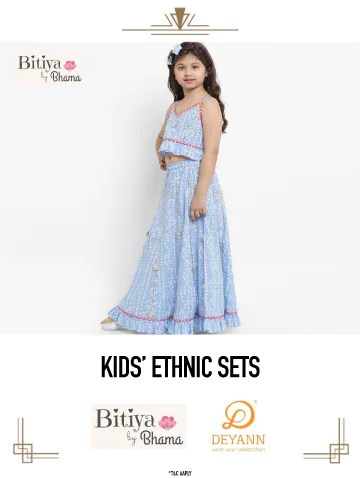 Bitiya
by Bhama
KIDS' ETHNIC SETS
Bitiya
by Bhama
DEYANN
wear your celebration
*T&C APPLY